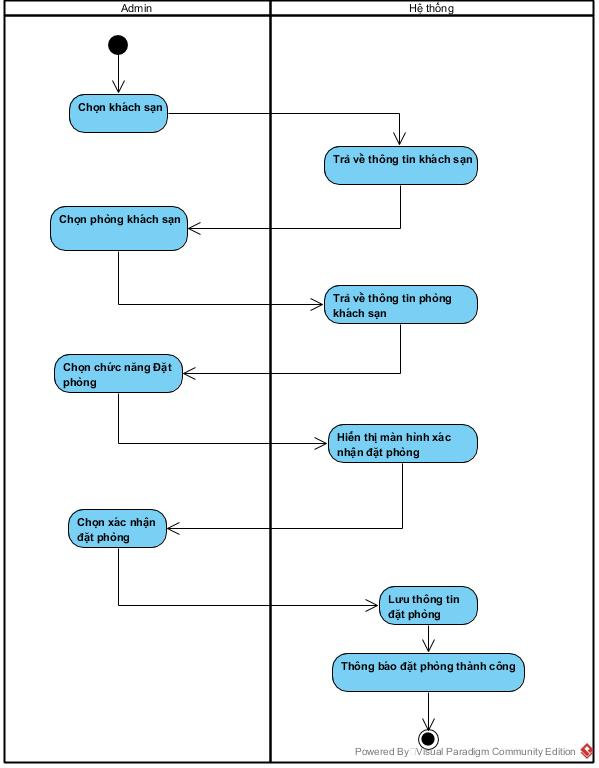 Admin
Hệ thống
Chọn khách sạn
Trả về thông tin khách sạn
Chọn phòng khách sạn
Trả về thông tin phòng
khách sạn
Chọn chức năng Đặt
phòng
Hiển thị màn hình xác
nhận đặt phòng
Chọn xác nhận
đặt phòng
Lưu thông tin
đặt phòng
Thông báo đặt phòng thành công
Powered By Visual Paradigm Community Edition